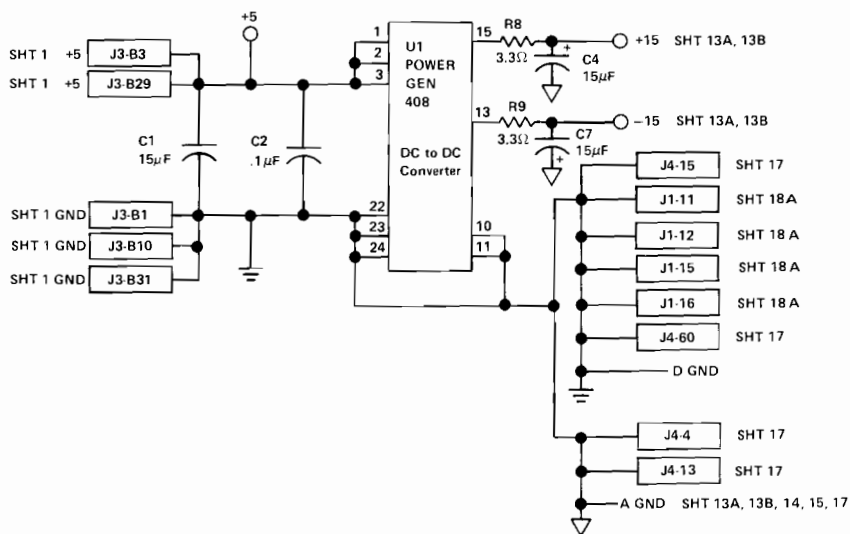 +5
SHT 1 +5 J3-B3
SHT 1 +5 J3-B29
C1
15μF
C2
.1μF
SHT 1 GND J3-B1
SHT 1 GND J3-B10
SHT 1 GND J3-B31
1
2
3
22
23
24
U1
POWER
GEN
408
DC to DC
Converter
15
13
10
11
R8
3.3Ω
+
C4
15μF
+15 SHT 13A, 13B
R9
3.3Ω
C7
15μF
+
−15 SHT 13A, 13B
J4-15 SHT 17
J1-11 SHT 18A
J1-12 SHT 18A
J1-15 SHT 18A
J1-16 SHT 18A
J4-60 SHT 17
D GND
J4-4 SHT 17
J4-13 SHT 17
A GND SHT 13A, 13B, 14, 15, 17